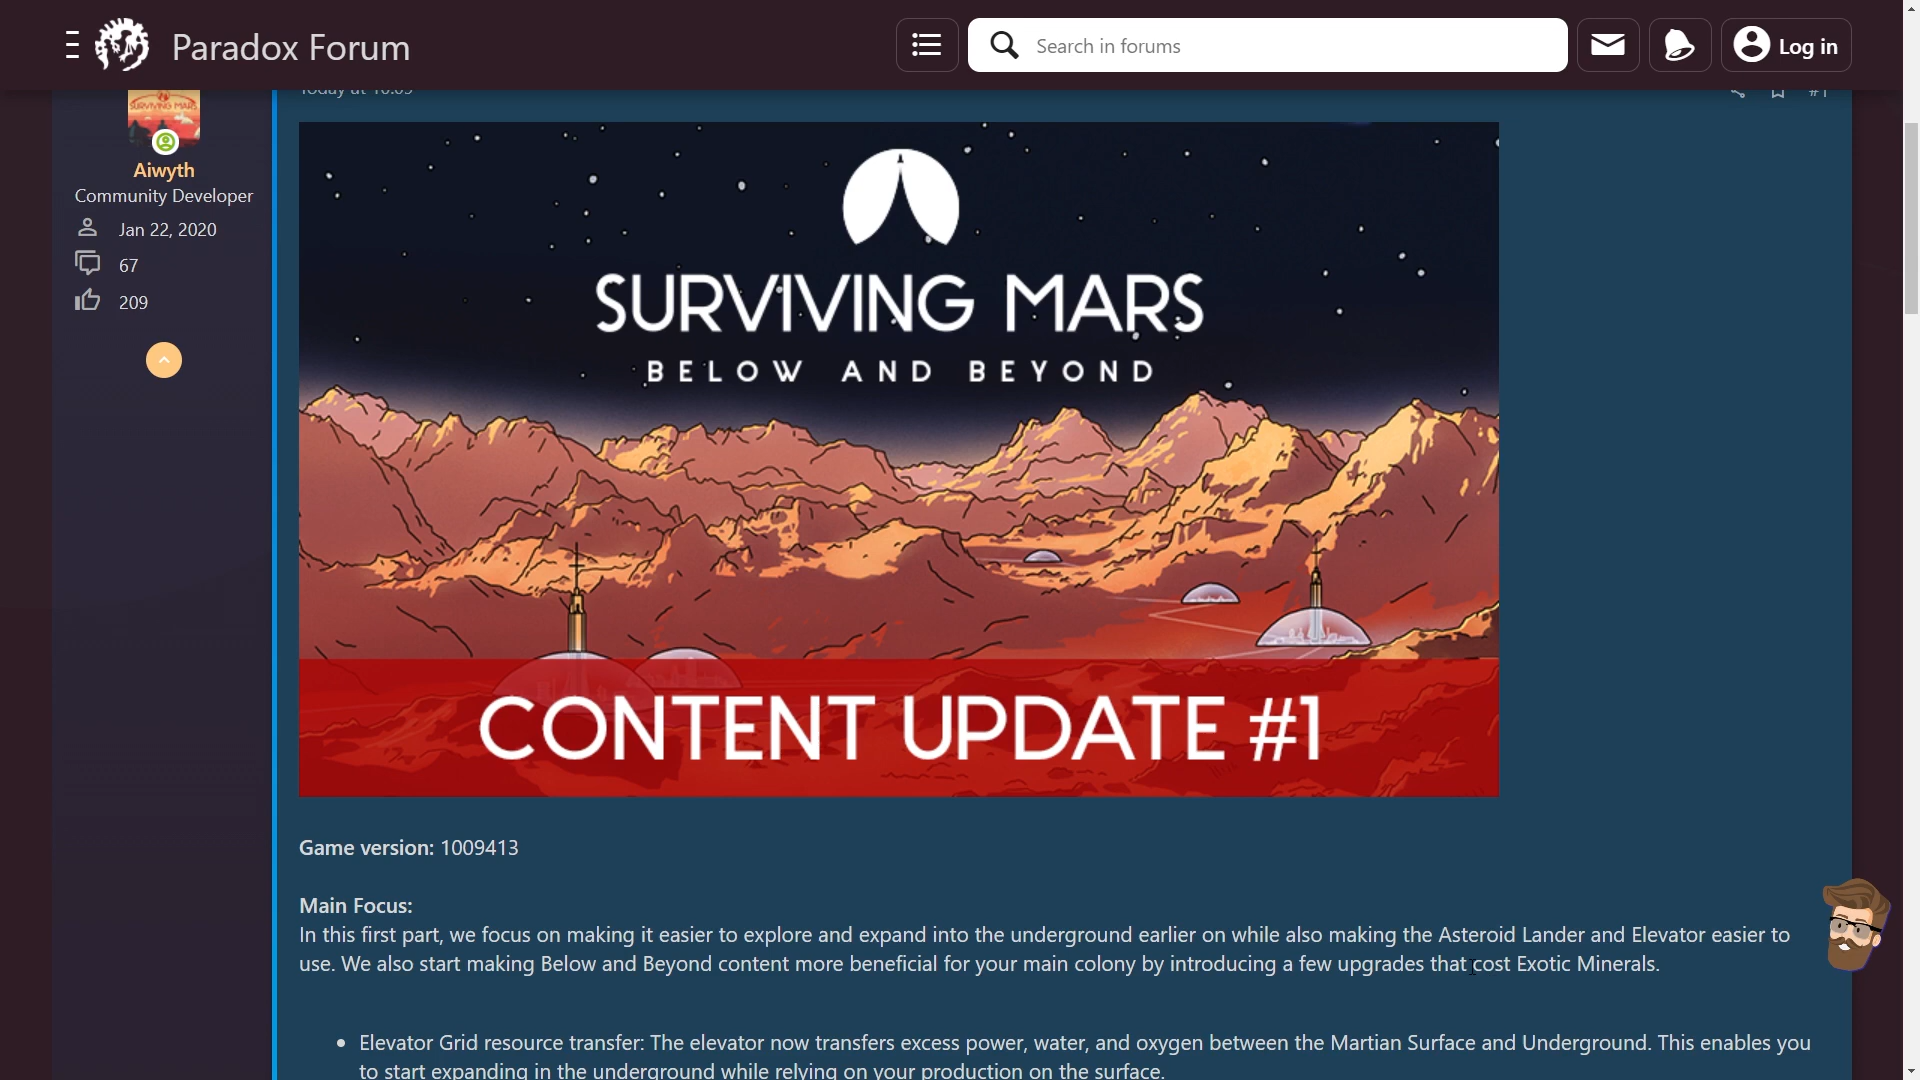 Paradox Forum
Search in forums
Log in
#1
SURVIVING MARS
Aiwyth
Community Developer
Jan 22, 2020
67
209
SURVIVING MARS
BELOW AND BEYOND
CONTENT UPDATE #1
Game version: 1009413
Main Focus:
In this first part, we focus on making it easier to explore and expand into the underground earlier on while also making the Asteroid Lander and Elevator easier to
use. We also start making Below and Beyond content more beneficial for your main colony by introducing a few upgrades that cost Exotic Minerals.
• Elevator Grid resource transfer: The elevator now transfers excess power, water, and oxygen between the Martian Surface and Underground. This enables you
to start expanding in the underground while relying on your production on the surface.